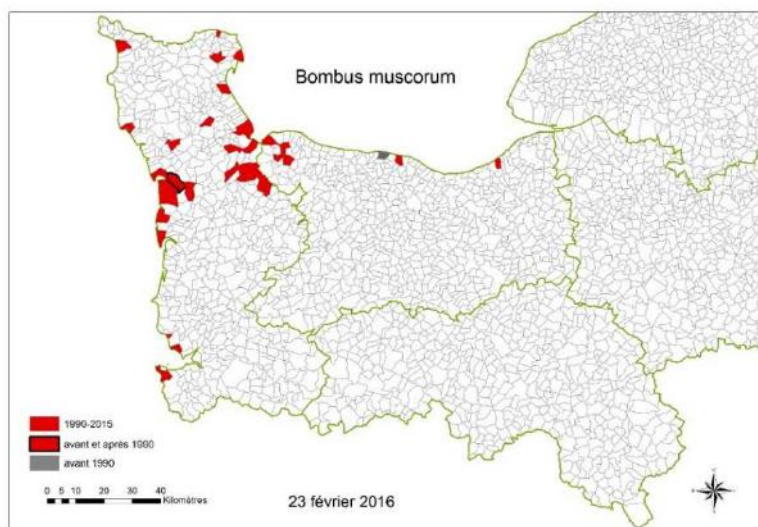 Bombus muscorum
1990-2015
avant et après 1990
avant 1990
0 5 10 20 30 40
Kilomètres
23 février 2016